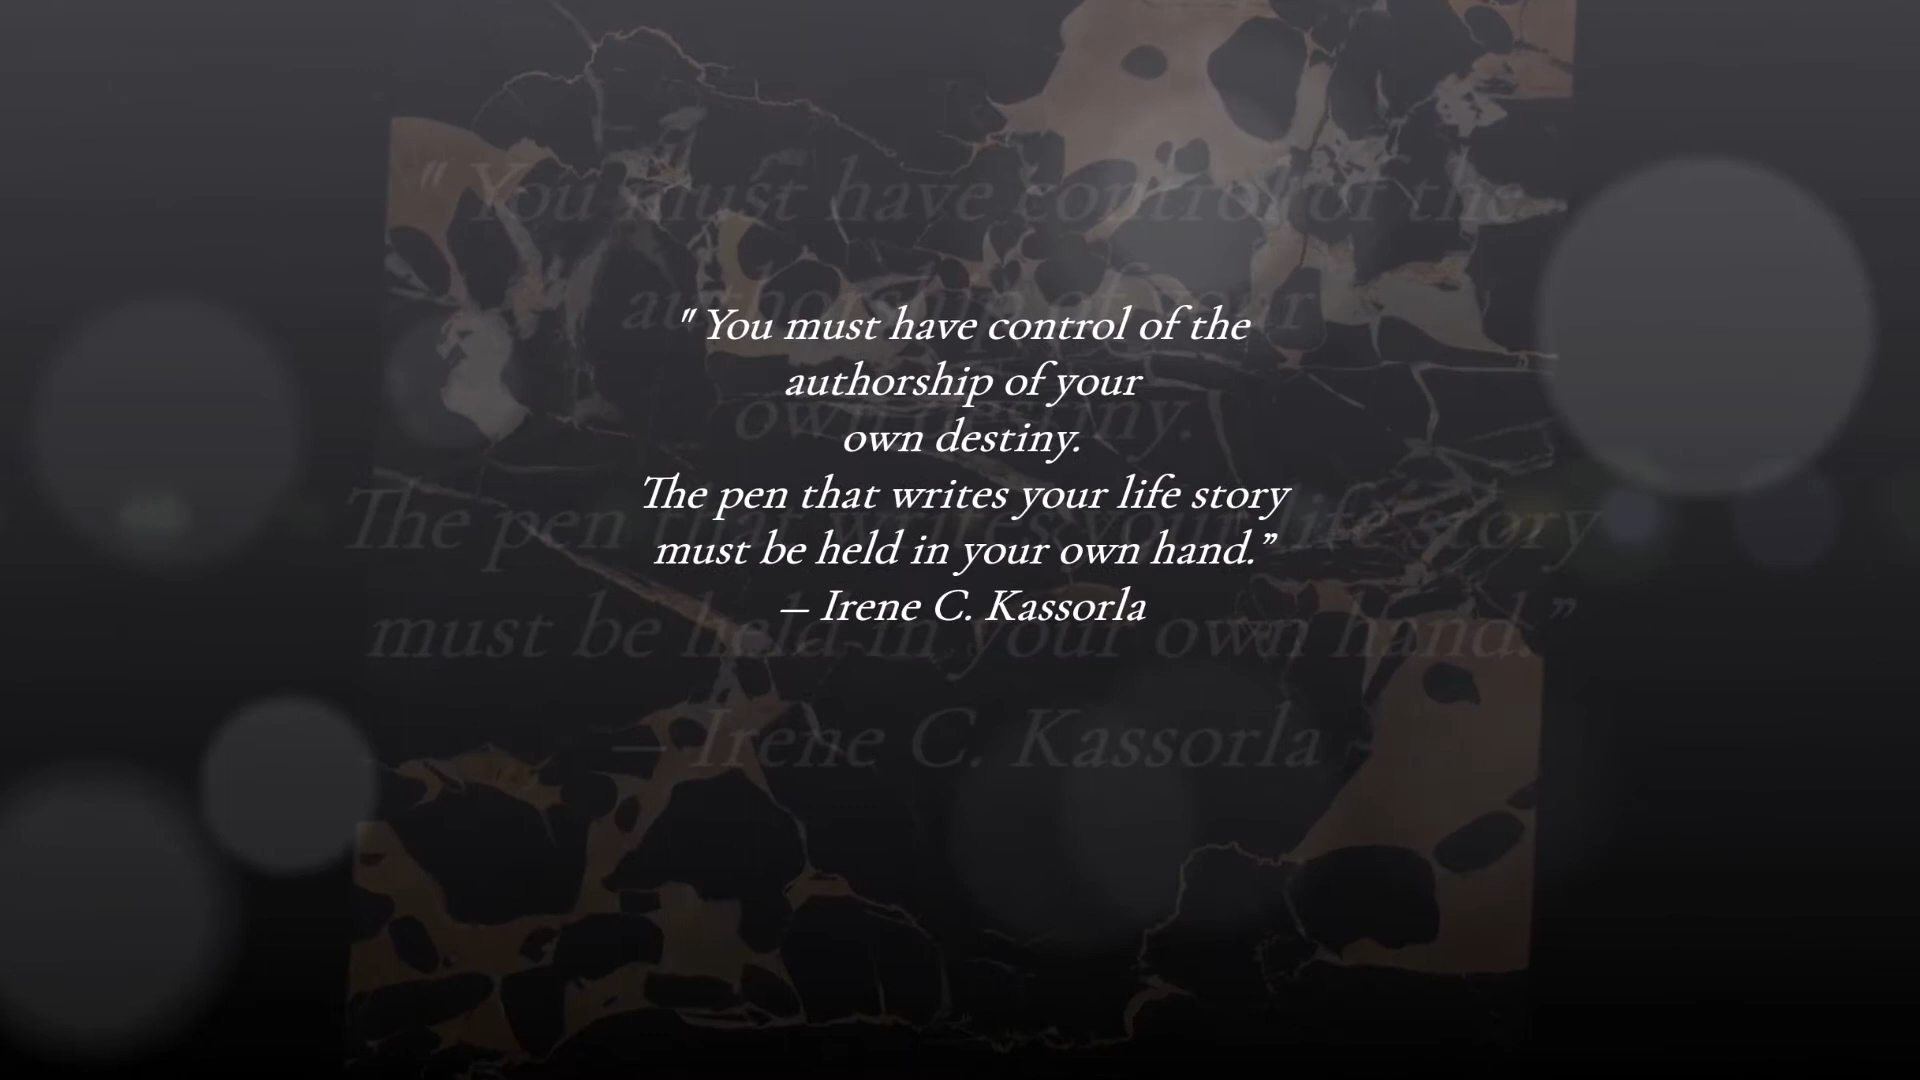 " You must have control of the
authorship of your
own destiny.
The pen that writes your life story
must be held in your own hand.”
— Irene C. Kassorla